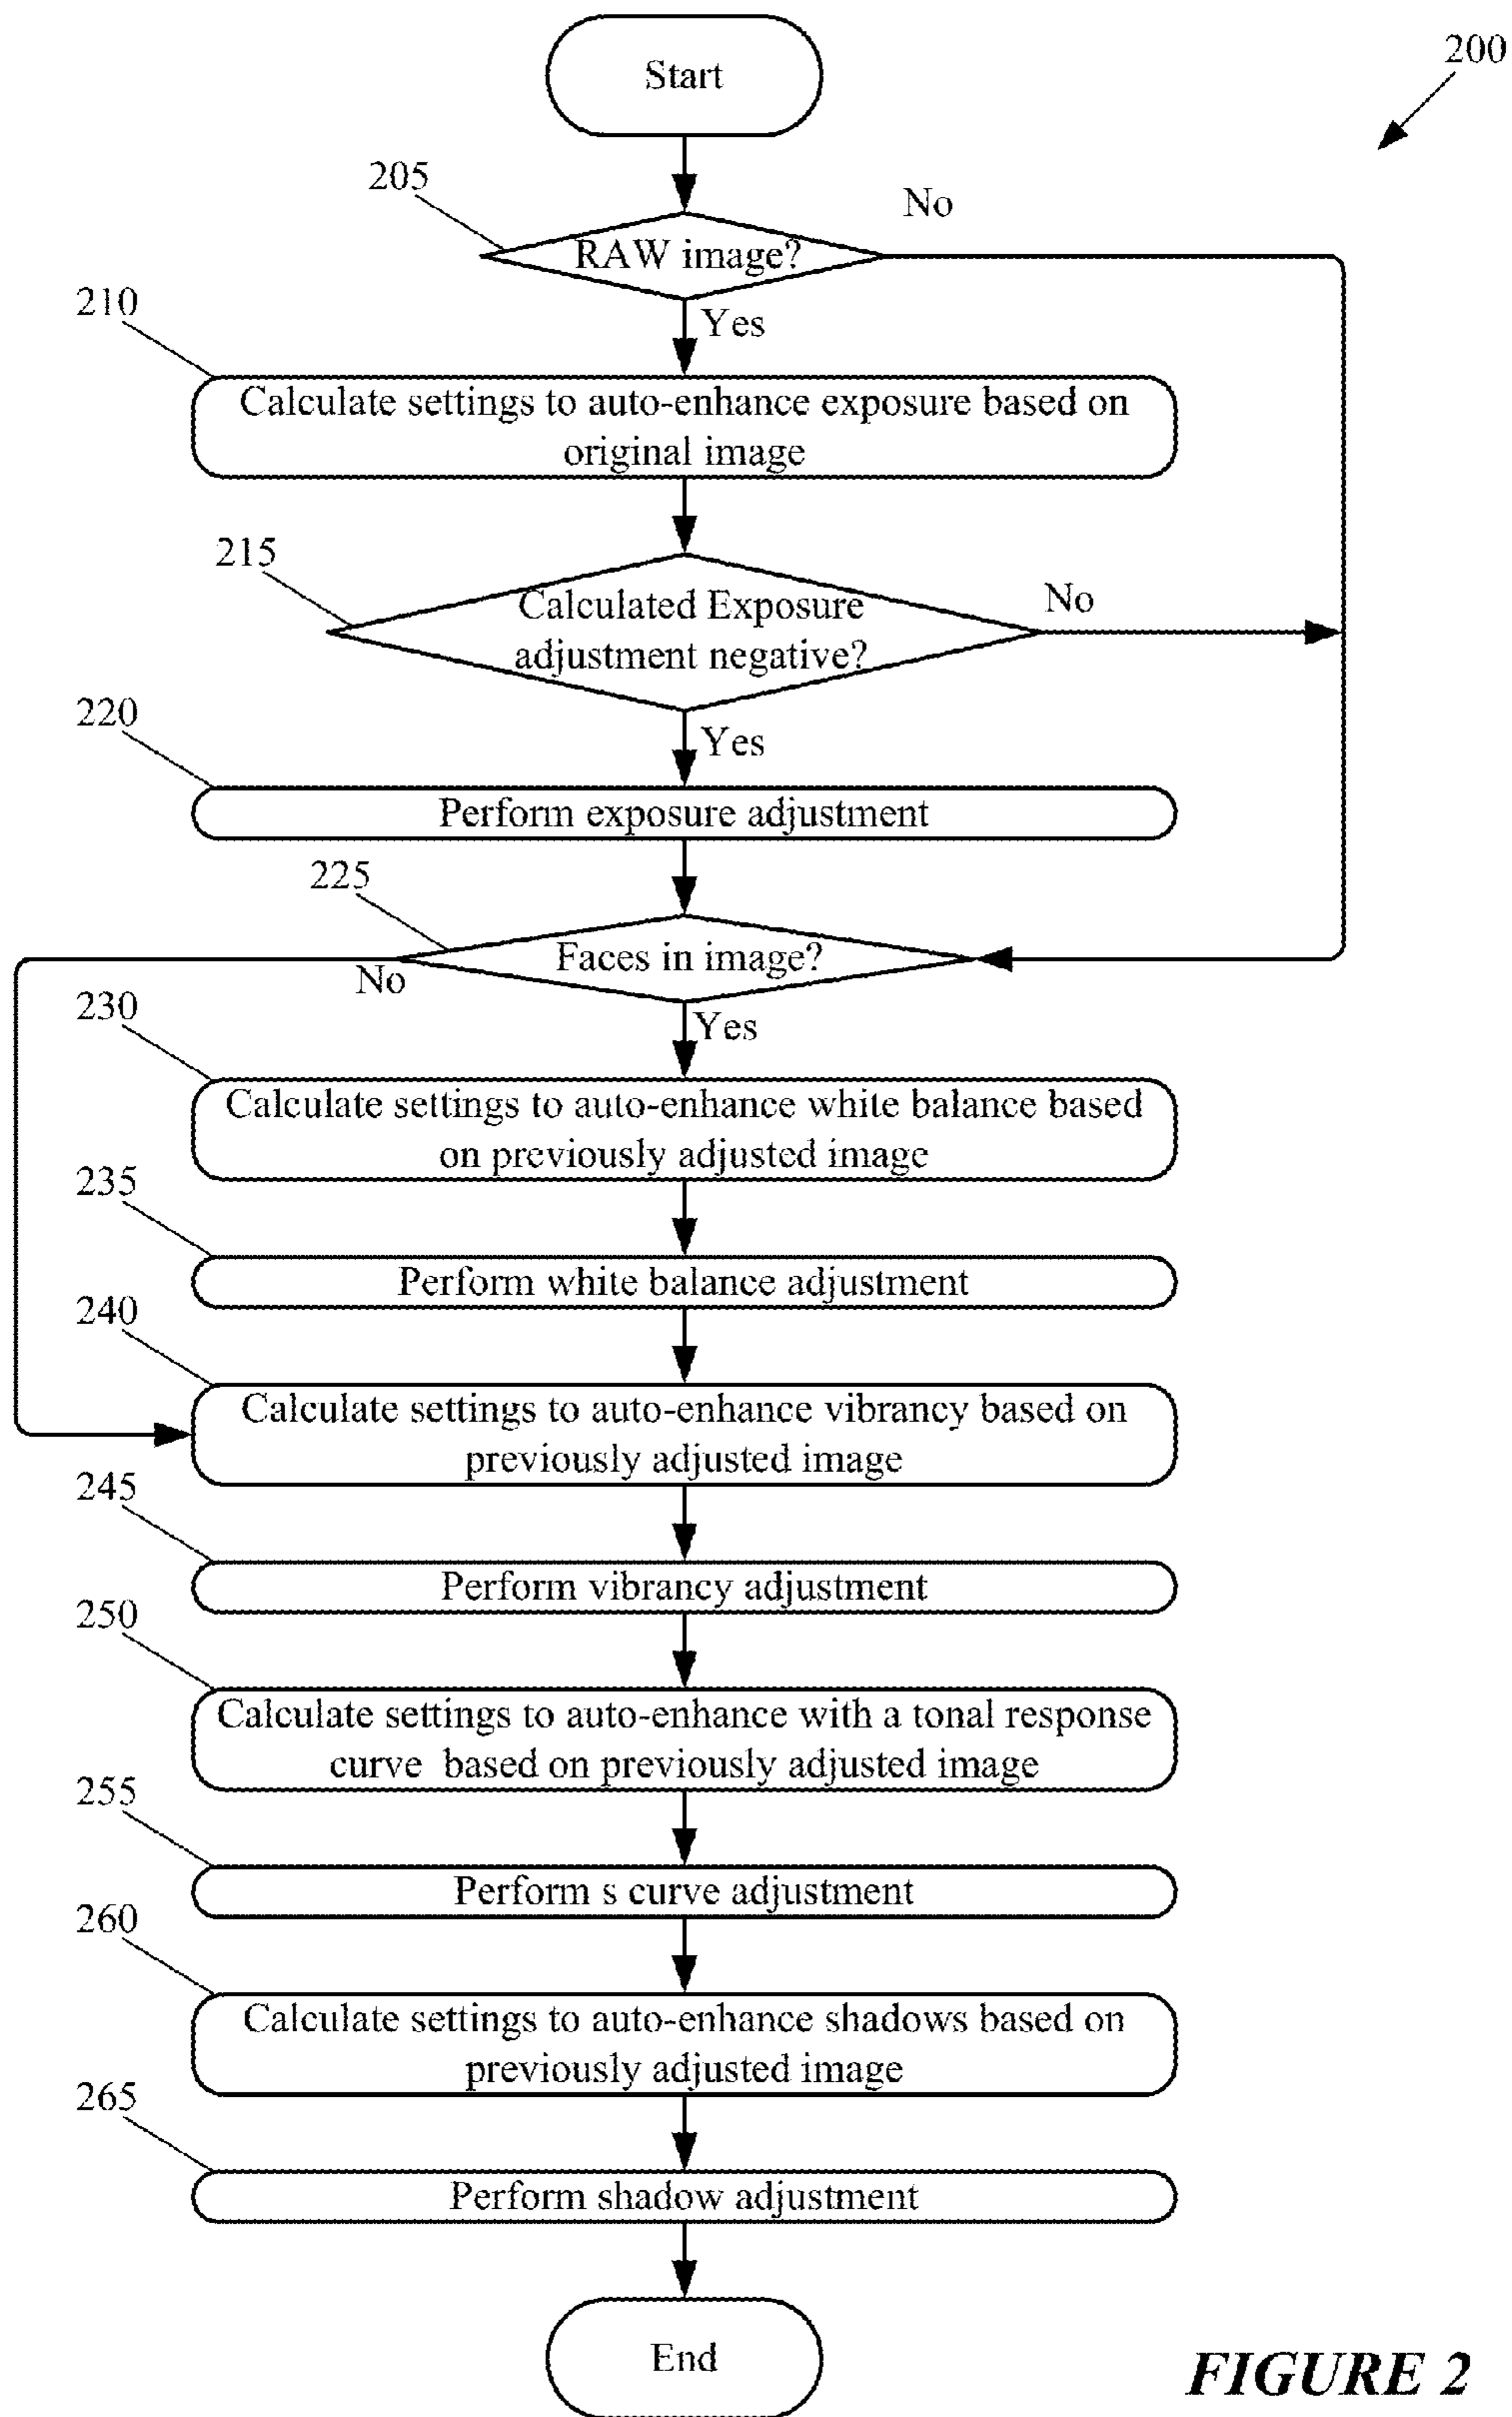 Start
200
205
No
RAW image?
210
Yes
Calculate settings to auto-enhance exposure based on
original image
215
Calculated Exposure
adjustment negative?
No
220
Yes
Perform exposure adjustment
225
Faces in image?
No
230
Yes
Calculate settings to auto-enhance white balance based
on previously adjusted image
235
Perform white balance adjustment
240
Calculate settings to auto-enhance vibrancy based on
previously adjusted image
245
Perform vibrancy adjustment
250
Calculate settings to auto-enhance with a tonal response
curve based on previously adjusted image
255
Perform s curve adjustment
260
Calculate settings to auto-enhance shadows based on
previously adjusted image
265
Perform shadow adjustment
End
FIGURE 2